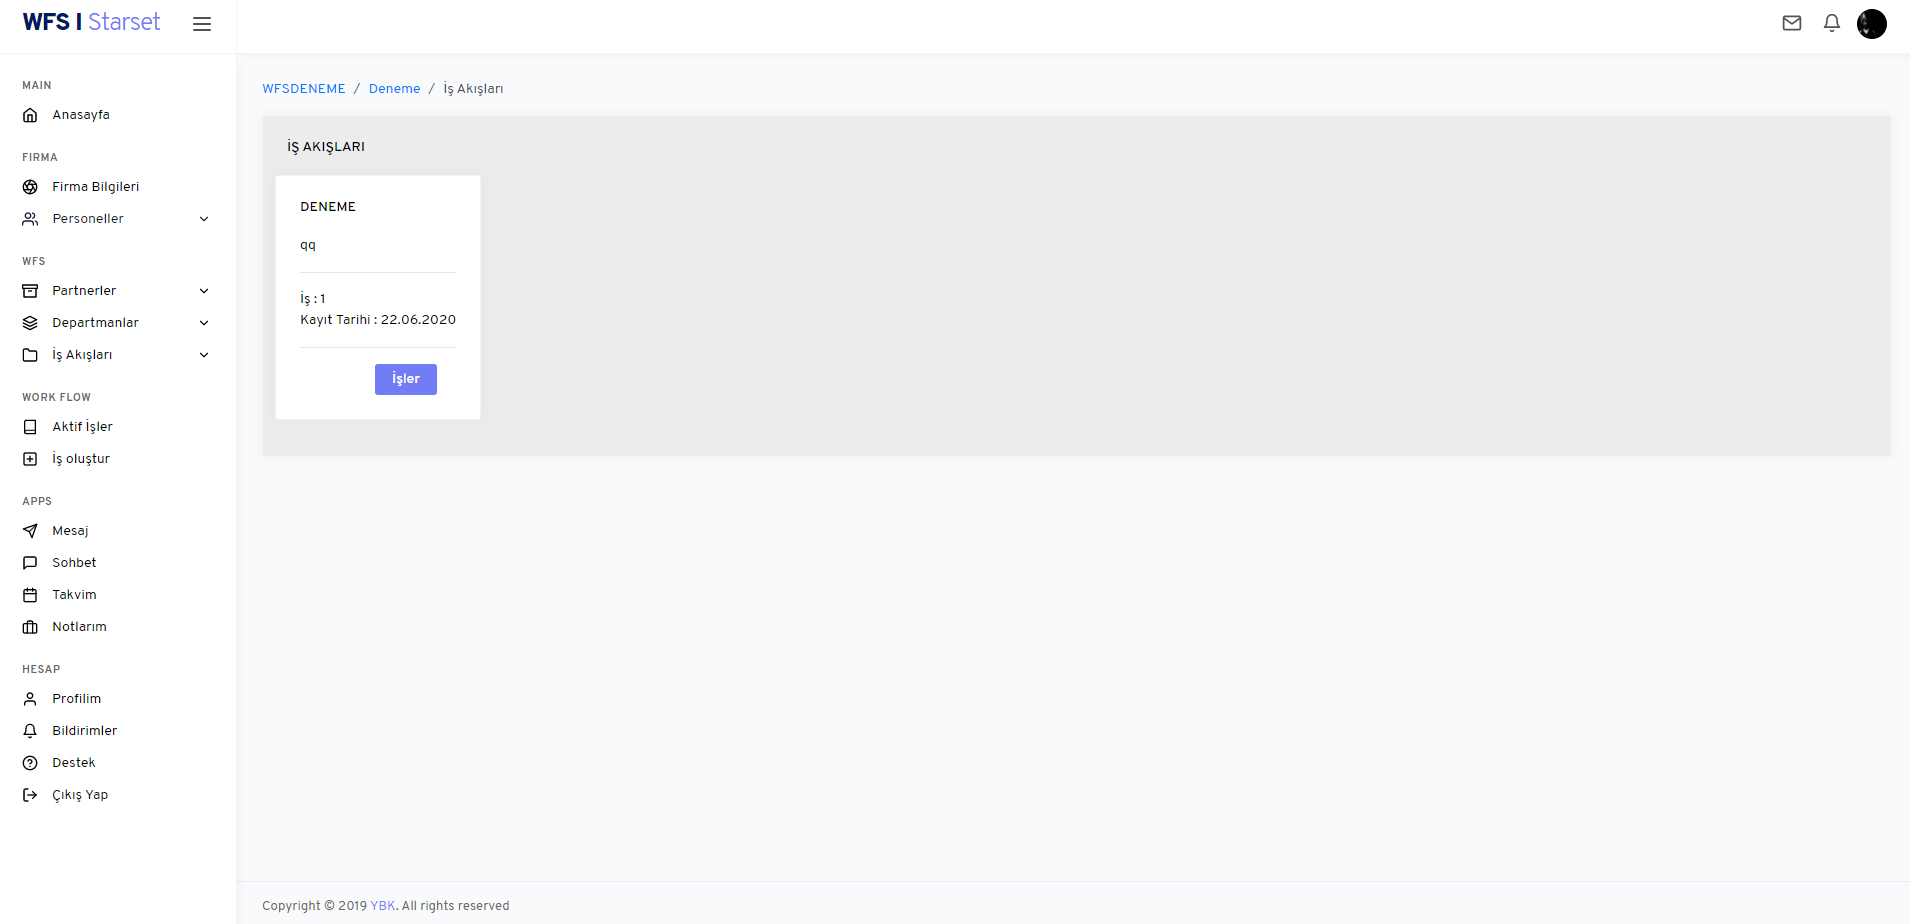 WFS | Starset
MAIN
Anasayfa
FIRMA
Firma Bilgileri
Personeller
WFS
Partnerler
Departmanlar
İş Akışları
WORK FLOW
Aktif İşler
İş oluştur
APPS
Mesaj
Sohbet
Takvim
Notlarım
HESAP
Profilim
Bildirimler
Destek
Çıkış Yap
WFSDENEME / Deneme / İş Akışları
İŞ AKIŞLARI
DENEME
qq
İş : 1
Kayıt Tarihi : 22.06.2020
İşler
Copyright © 2019 YBK. All rights reserved